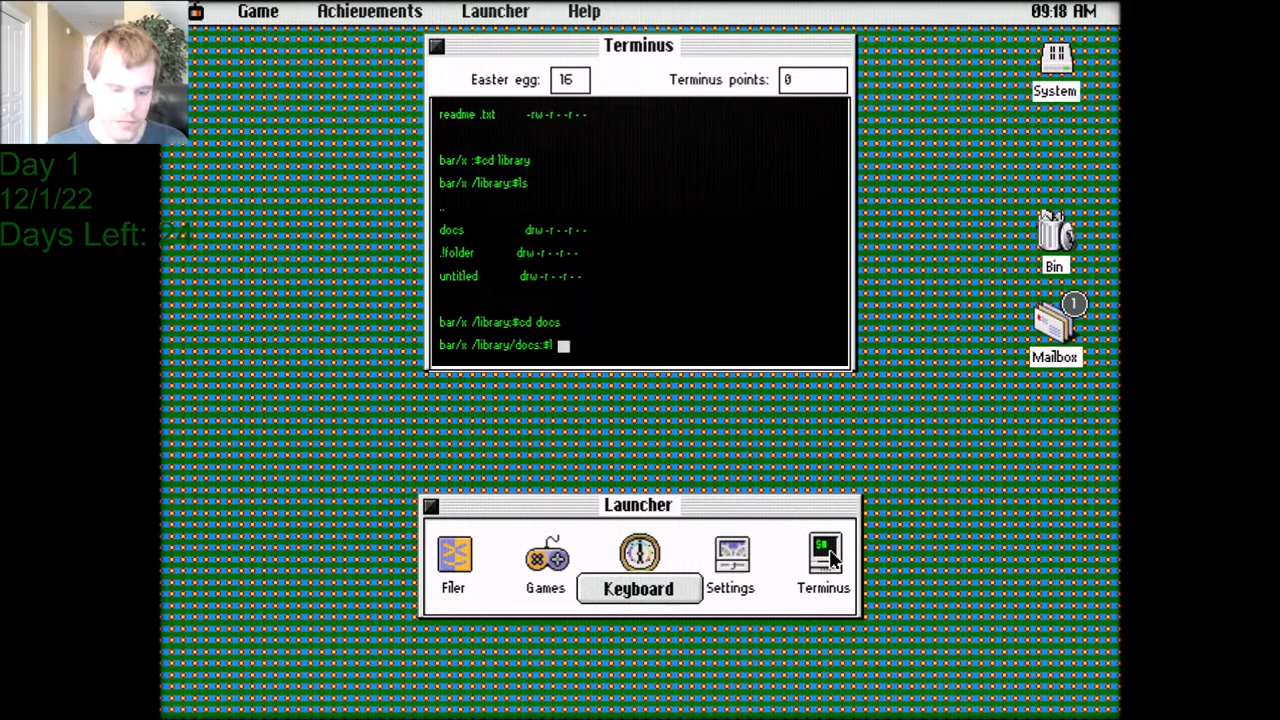 Game Achievements Launcher Help 09:18 AM
Terminus
Easter egg: 16 Terminus points: 0
readme .txt -rw-r--r--
bar/x :$cd library
bar/x /library:$ls
..
docs drw-r--r--
.!folder drw-r--r--
untitled drw-r--r--
bar/x /library:$cd docs
bar/x /library/docs:$l
System
Bin
1
Mailbox
Day 1
12/1/22
Days Left: 24
Launcher
$#
Filer Games Keyboard Settings Terminus